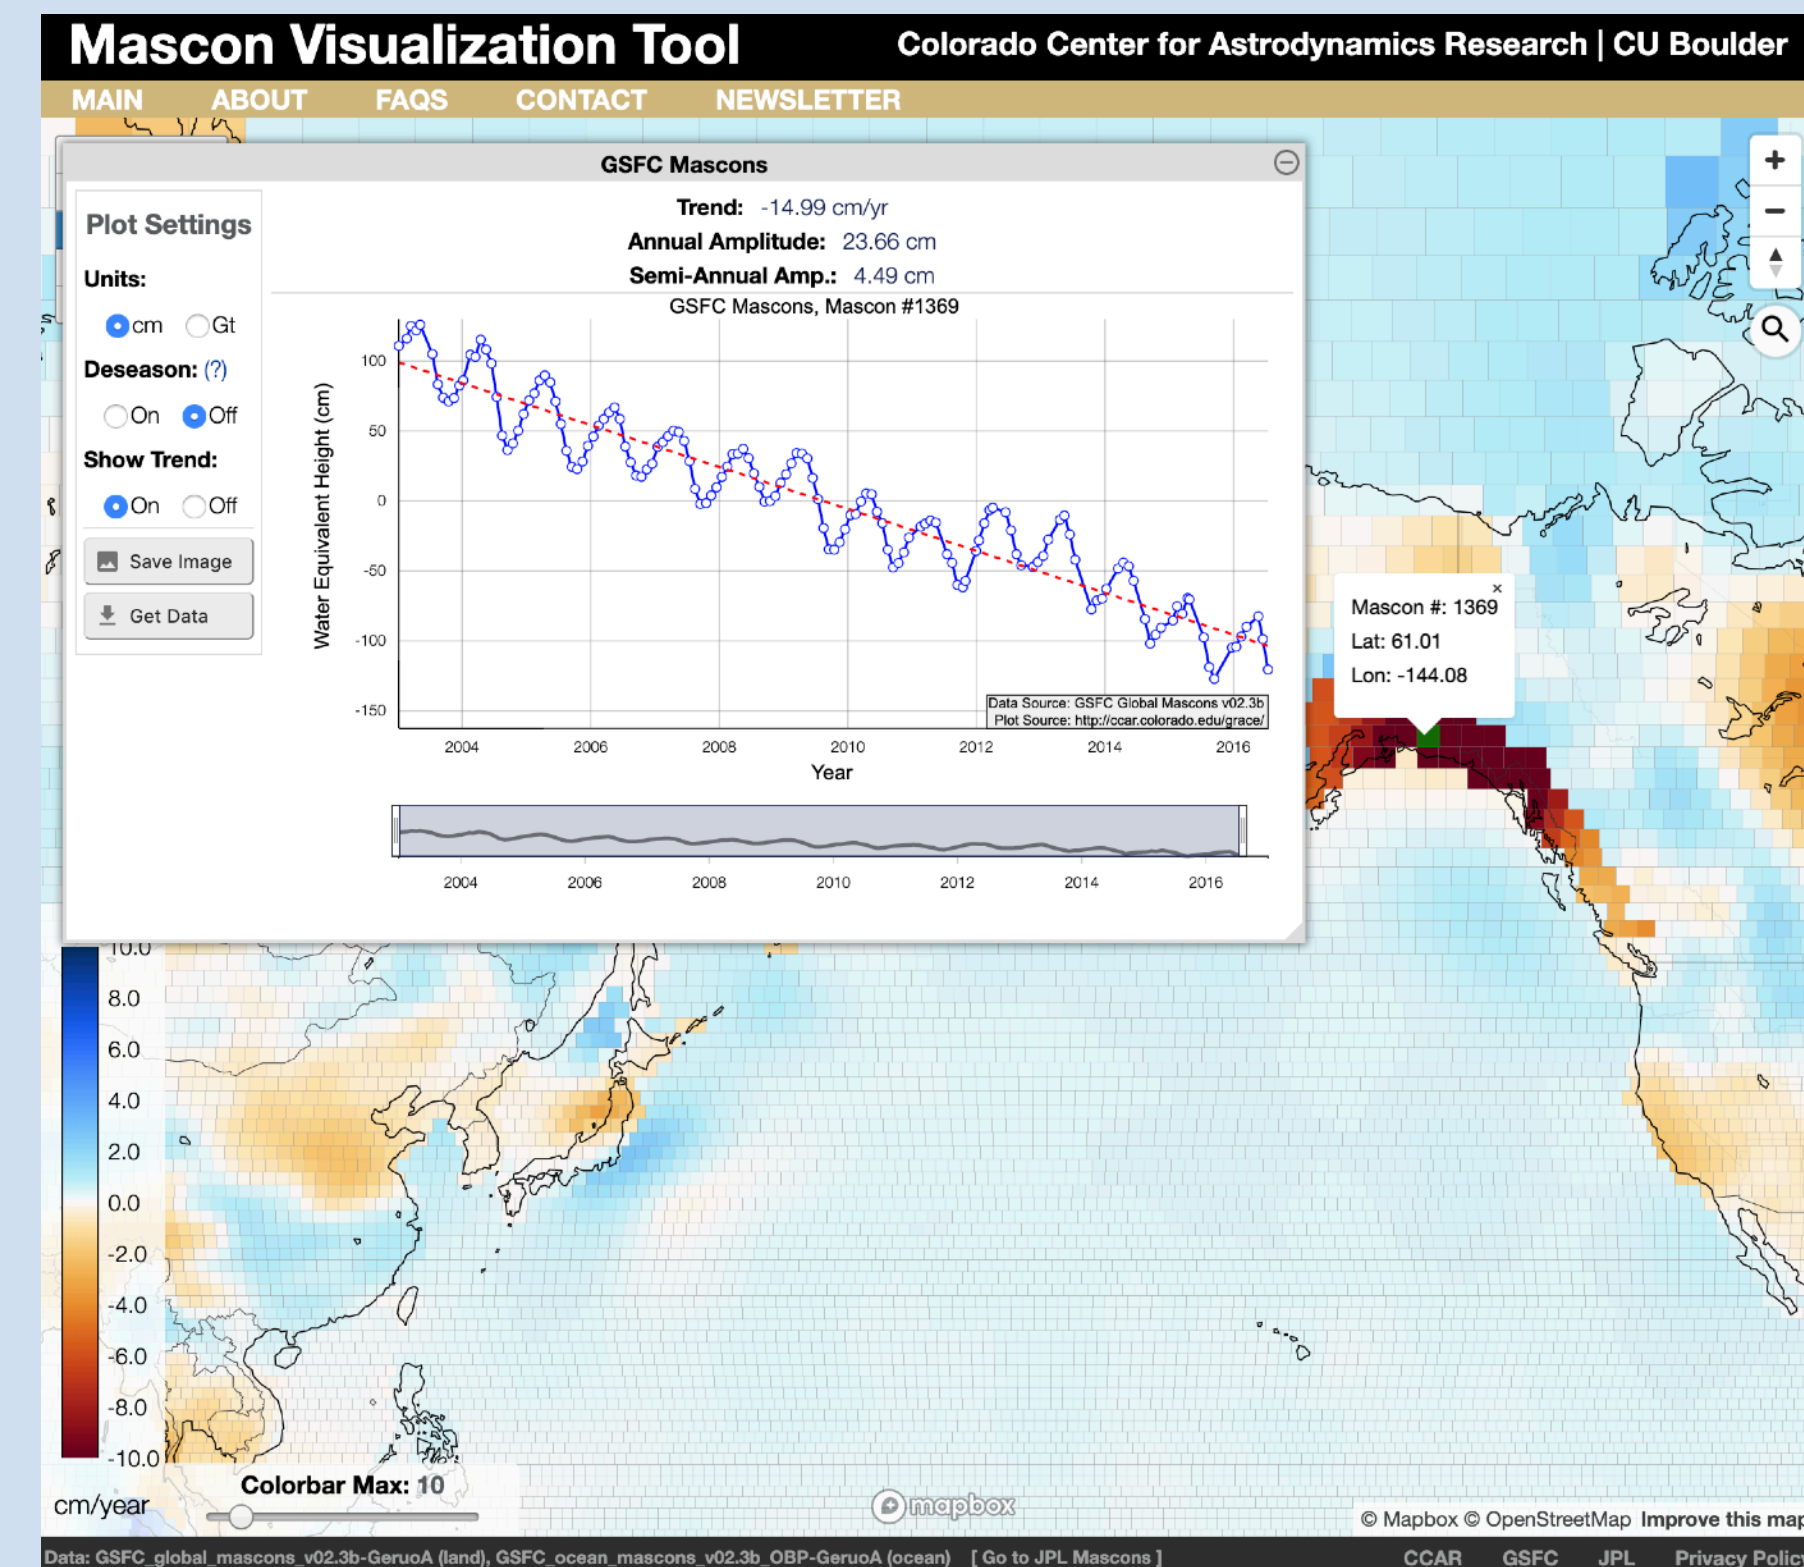 Mascon Visualization Tool
Colorado Center for Astrodynamics Research | CU Boulder
MAIN ABOUT FAQS CONTACT NEWSLETTER
GSFC Mascons
Plot Settings
Units:
cm Gt
Deseason: (?)
On Off
Show Trend:
On Off
Save Image
Get Data
Trend: -14.99 cm/yr
Annual Amplitude: 23.66 cm
Semi-Annual Amp.: 4.49 cm
GSFC Mascons, Mascon #1369
Water Equivalent Height (cm)
100
50
0
-50
-100
-150
Data Source: GSFC Global Mascons v02.3b
Plot Source: http://ccar.colorado.edu/grace/
2004 2006 2008 2010 2012 2014 2016
Year
2004 2006 2008 2010 2012 2014 2016
+
−
×
Mascon #: 1369
Lat: 61.01
Lon: -144.08
10.0
8.0
6.0
4.0
2.0
0.0
-2.0
-4.0
-6.0
-8.0
-10.0
cm/year
Colorbar Max: 10
mapbox
© Mapbox © OpenStreetMap Improve this map
Data: GSFC_global_mascons_v02.3b-GeruoA (land), GSFC_ocean_mascons_v02.3b_OBP-GeruoA (ocean) [ Go to JPL Mascons ]
CCAR GSFC JPL Privacy Polic